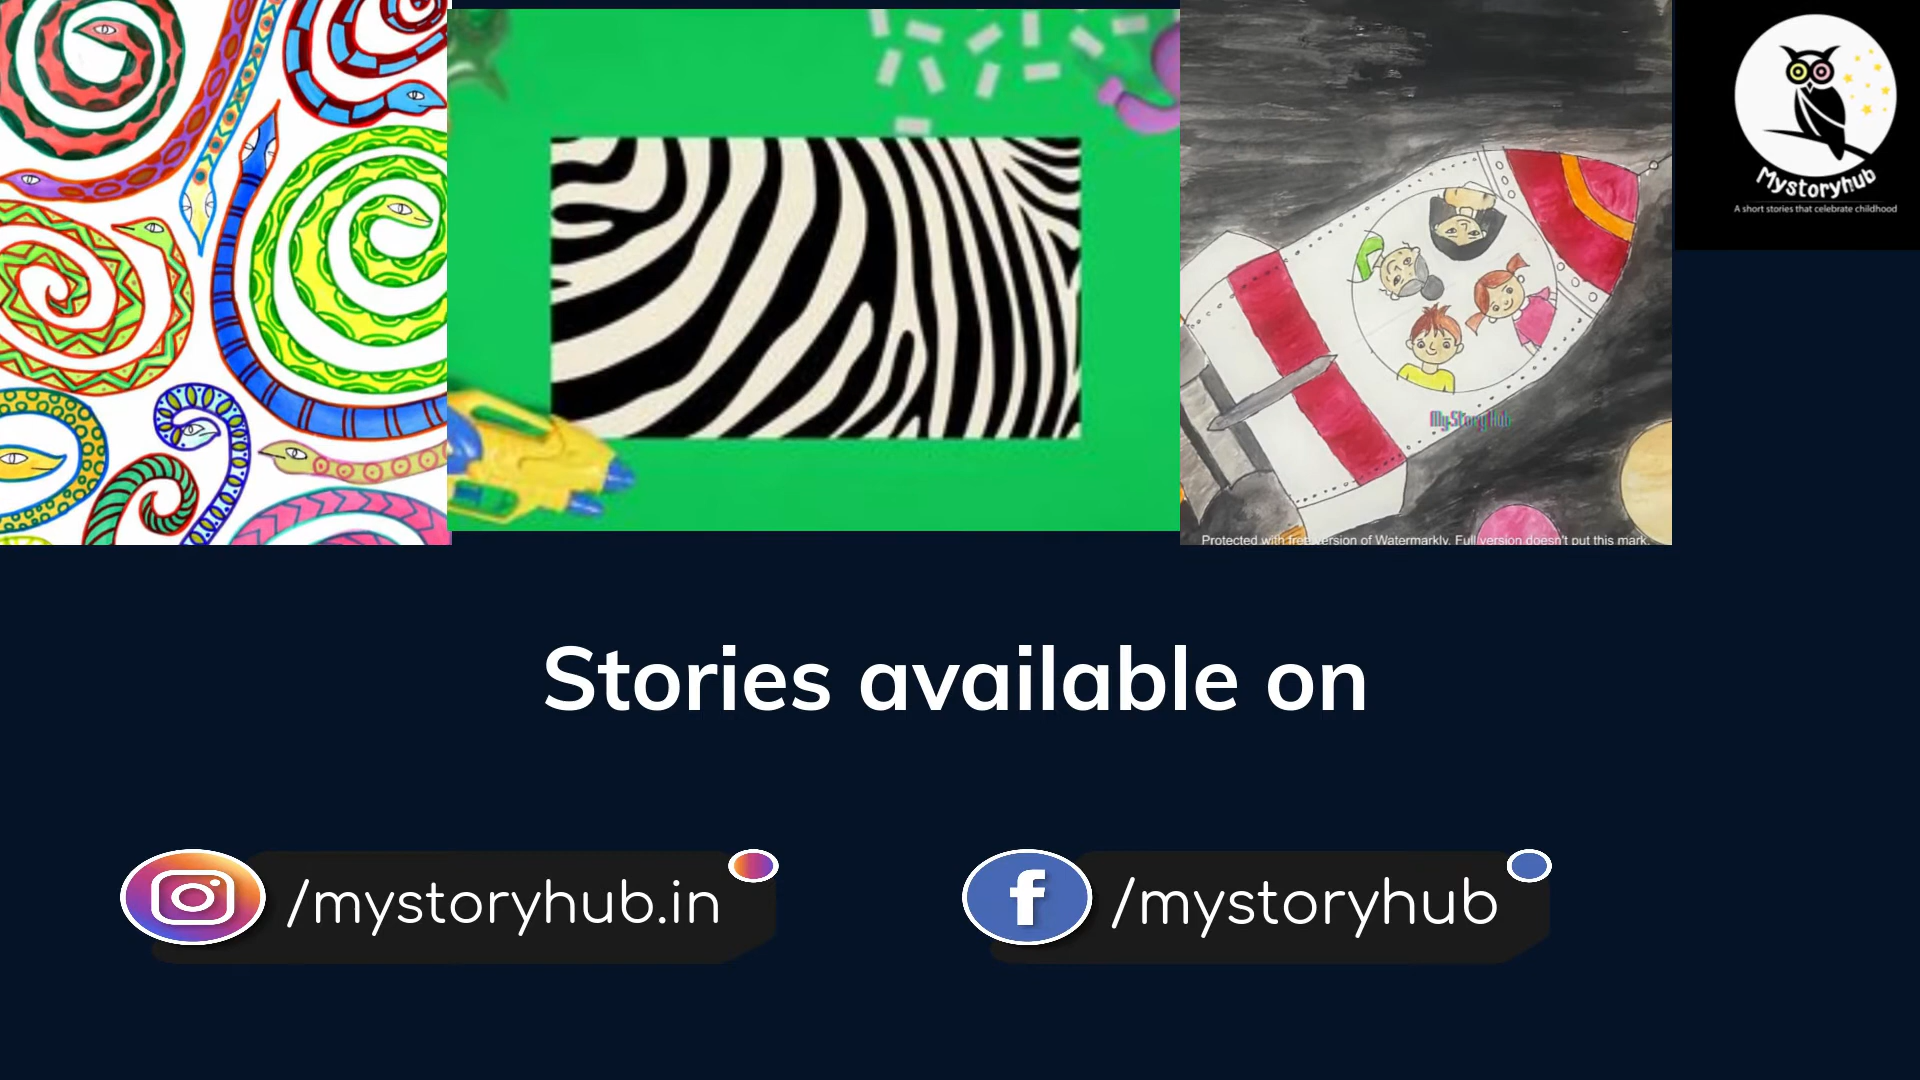 Mystoryhub
A short stories that celebrate childhood
MyStoryHub
Protected with free version of Watermarkly. Full version doesn't put this mark.
Stories available on
/mystoryhub.in
f /mystoryhub